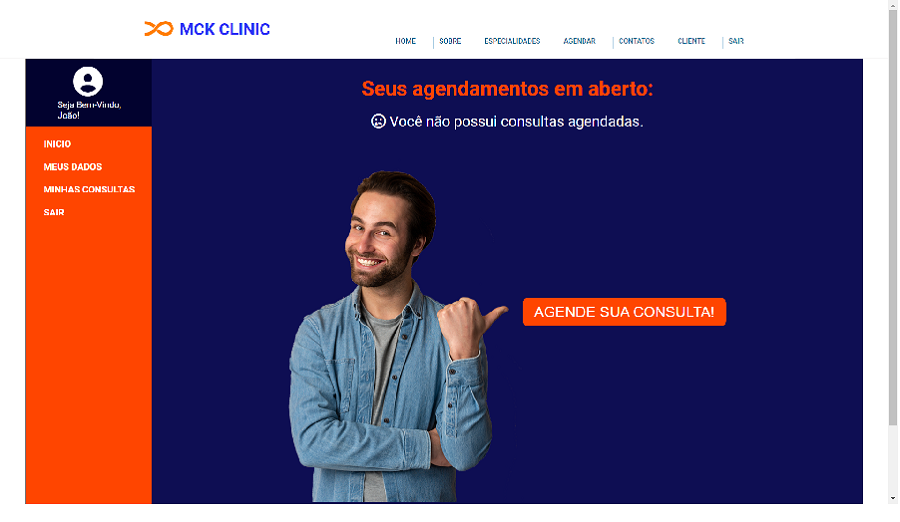 MCK CLINIC
HOME SOBRE ESPECIALIDADES AGENDAR CONTATOS CLIENTE SAIR
Seja Bem-Vindo,
João!
INICIO
MEUS DADOS
MINHAS CONSULTAS
SAIR
Seus agendamentos em aberto:
Você não possui consultas agendadas.
AGENDE SUA CONSULTA!